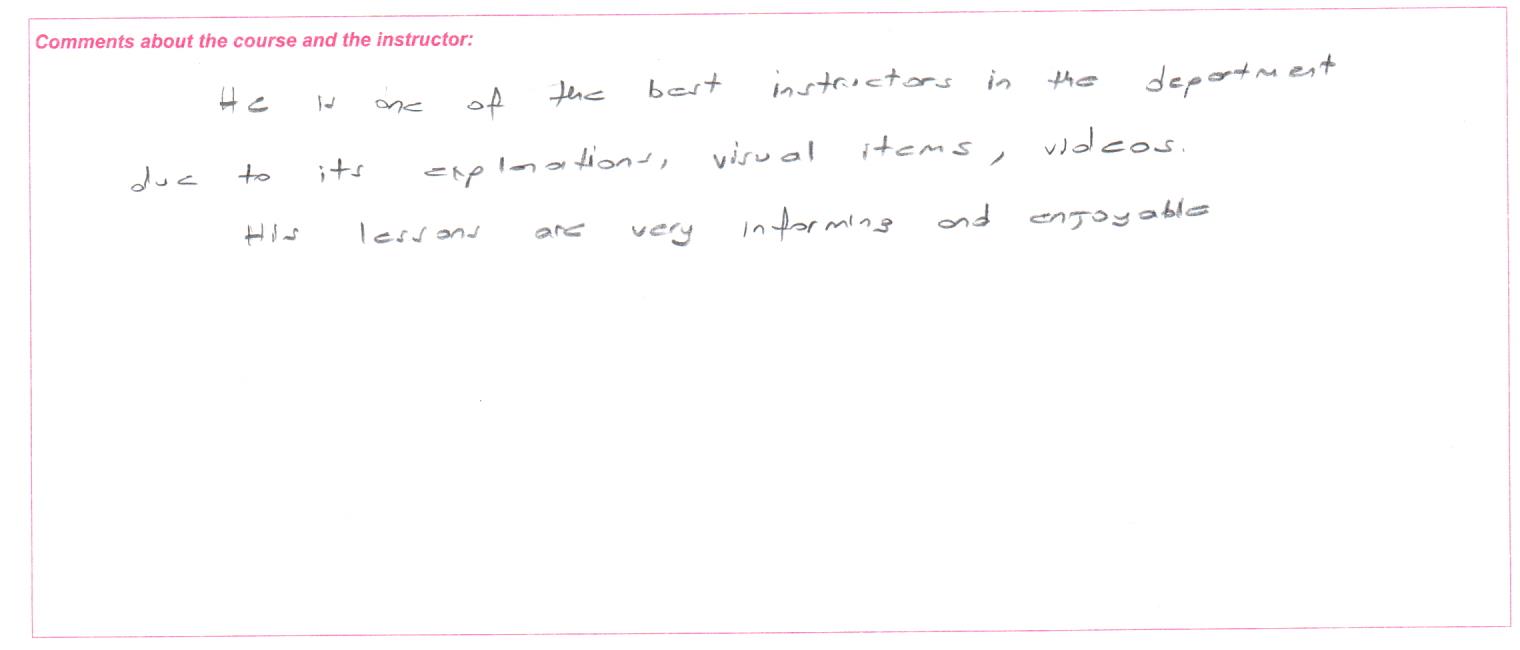 Comments about the course and the instructor:
He is one of the best instructors in the department
due to its explanations, visual items, videos.
His lessons are very informing and enjoyable